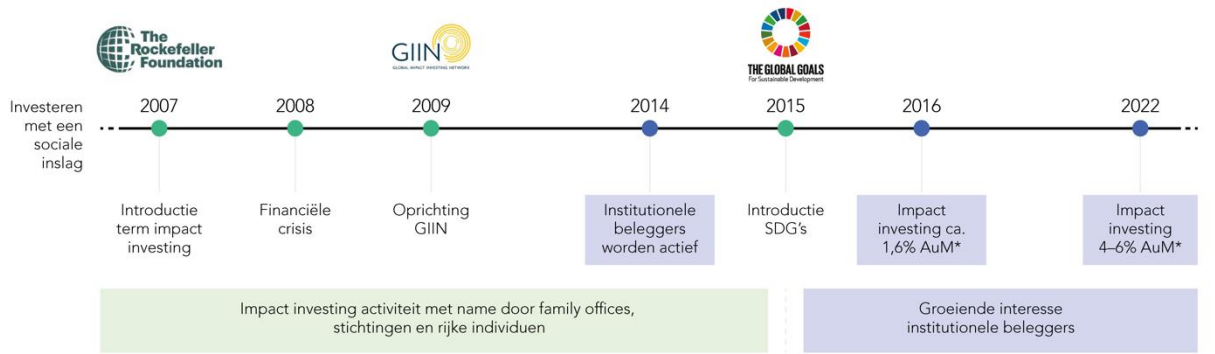 The
Rockefeller
Foundation
GIIN
GLOBAL IMPACT INVESTING NETWORK
THE GLOBAL GOALS
For Sustainable Development
Investeren
met een
sociale
inslag
2007
2008
2009
2014
2015
2016
2022
Introductie
term impact
investing
Financiële
crisis
Oprichting
GIIN
Institutionele
beleggers
worden actief
Introductie
SDG’s
Impact
investing ca.
1,6% AuM*
Impact
investing
4–6% AuM*
Impact investing activiteit met name door family offices,
stichtingen en rijke individuen
Groeiende interesse
institutionele beleggers